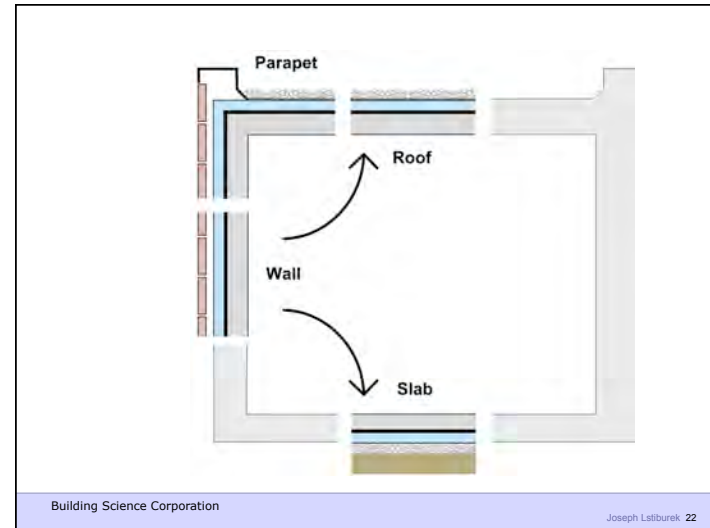 Parapet
Roof
Wall
Slab
Building Science Corporation
Joseph Lstiburek 22